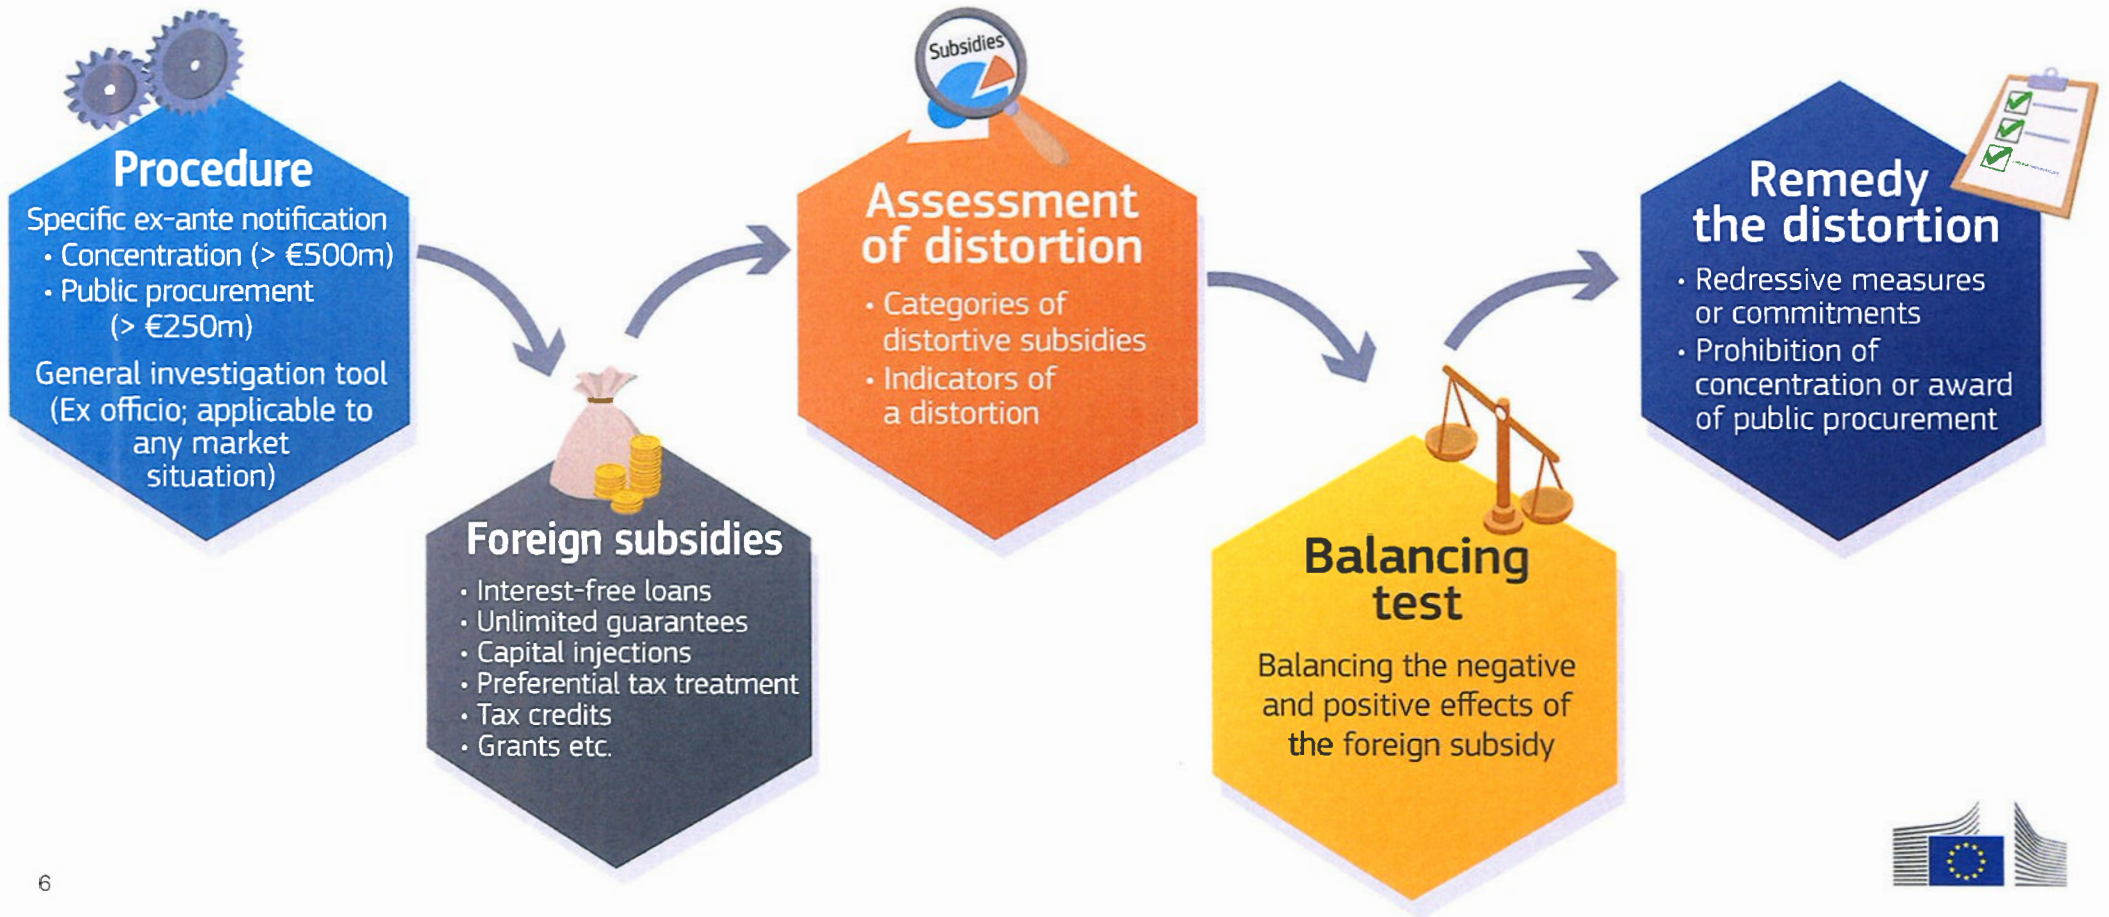 Procedure
Specific ex-ante notification
• Concentration (> €500m)
• Public procurement
(> €250m)
General investigation tool
(Ex officio; applicable to
any market
situation)
Foreign subsidies
• Interest-free loans
• Unlimited guarantees
• Capital injections
• Preferential tax treatment
• Tax credits
• Grants etc.
Subsidies
Assessment
of distortion
• Categories of
distortive subsidies
• Indicators of
a distortion
Balancing
test
Balancing the negative
and positive effects of
the foreign subsidy
Remedy
the distortion
• Redressive measures
or commitments
• Prohibition of
concentration or award
of public procurement
6